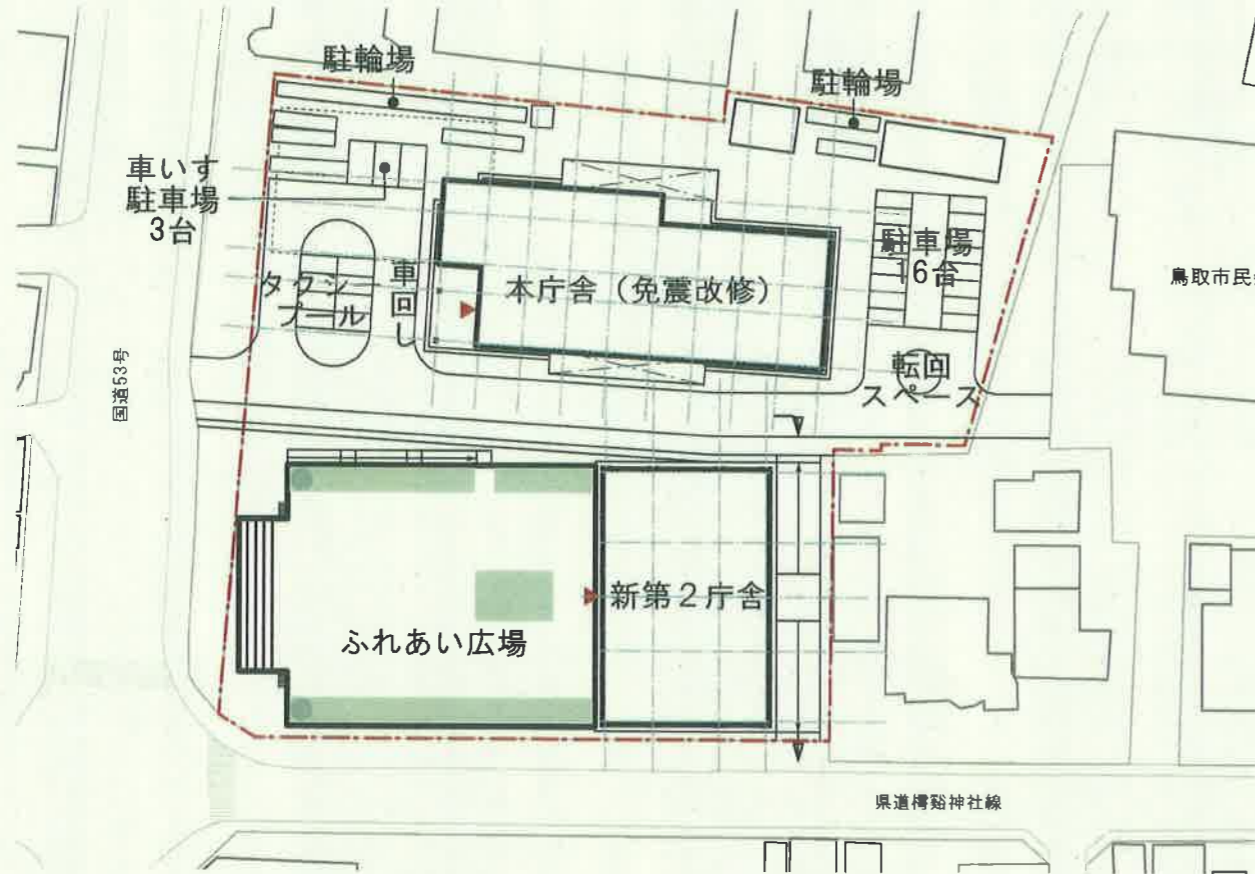 駐輪場
駐輪場
車いす
駐車場
3台
駐車場
16台
タクシー
プール
車回し
本庁舎（免震改修）
鳥取市民
転回
スペース
国道53号
新第２庁舎
ふれあい広場
県道樗谿神社線